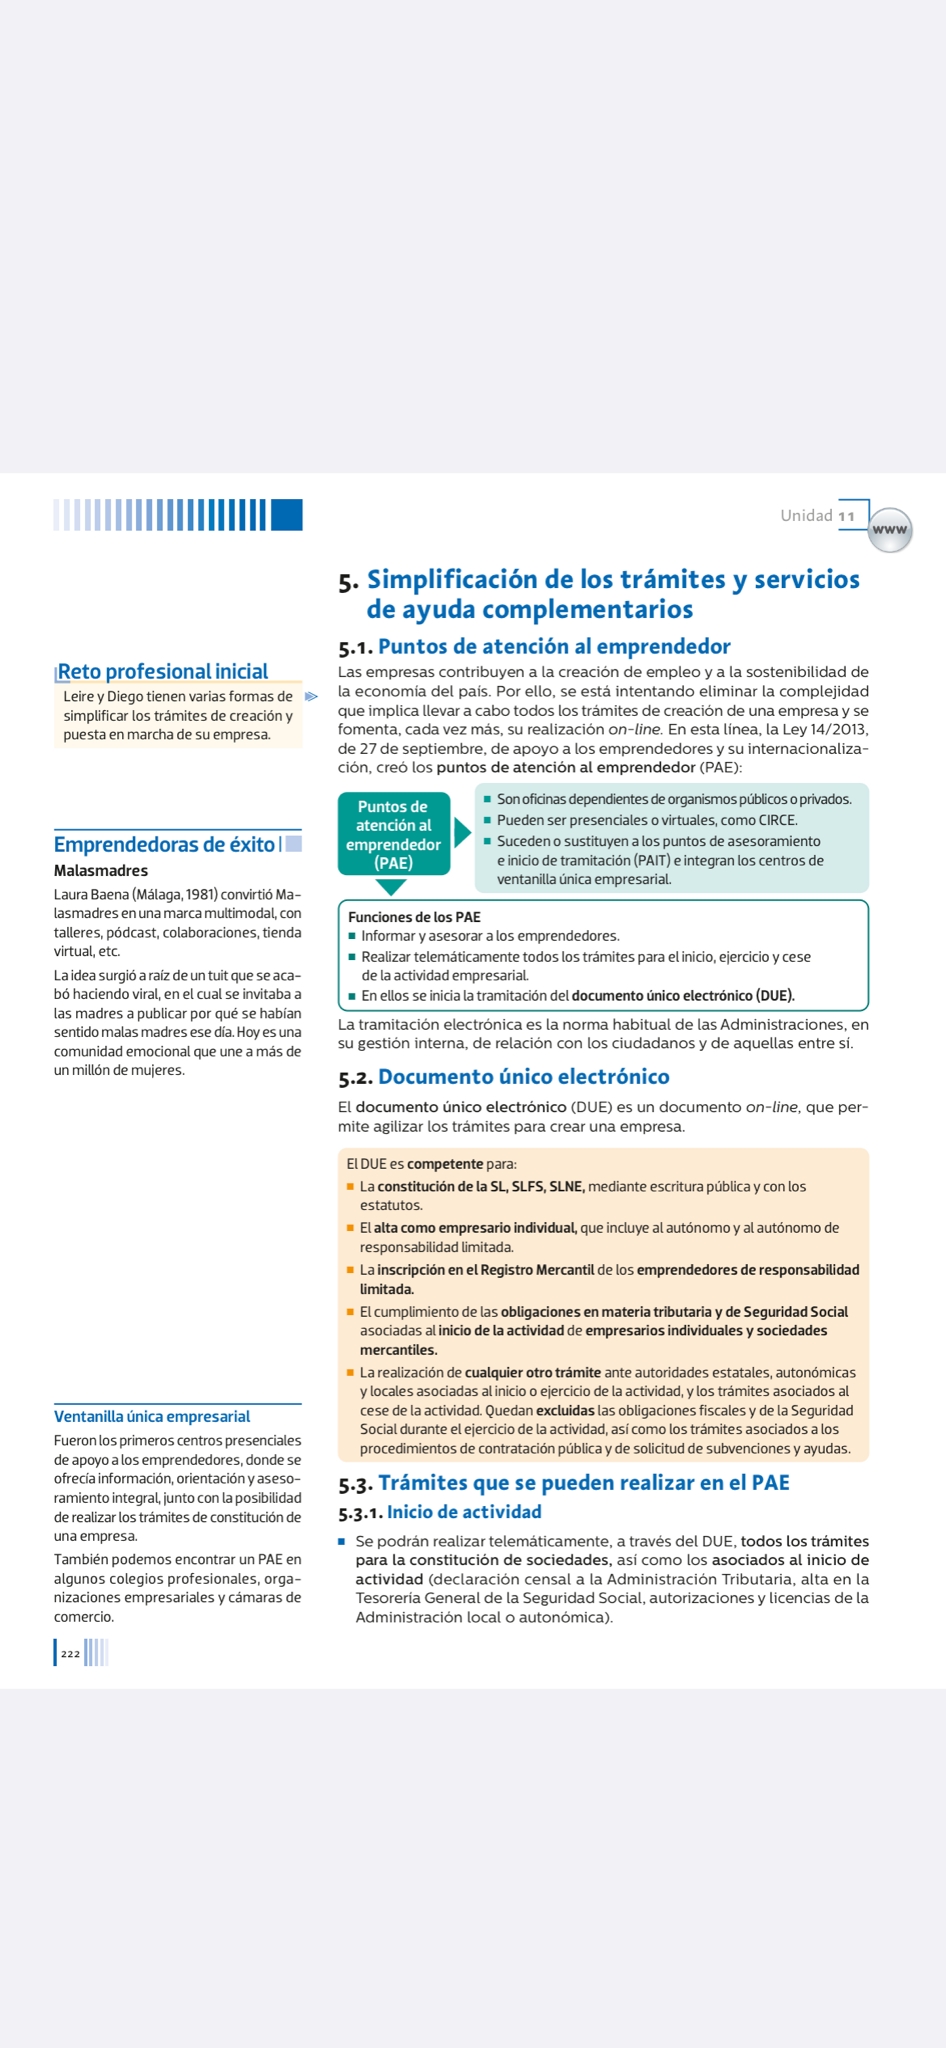 Unidad 11
www
5. Simplificación de los trámites y servicios
de ayuda complementarios
5.1. Puntos de atención al emprendedor
Las empresas contribuyen a la creación de empleo y a la sostenibilidad de
la economía del país. Por ello, se está intentando eliminar la complejidad
que implica llevar a cabo todos los trámites de creación de una empresa y se
fomenta, cada vez más, su realización on-line. En esta línea, la Ley 14/2013,
de 27 de septiembre, de apoyo a los emprendedores y su internacionaliza-
ción, creó los puntos de atención al emprendedor (PAE):
Reto profesional inicial
Leire y Diego tienen varias formas de
simplificar los trámites de creación y
puesta en marcha de su empresa.
Puntos de
atención al
emprendedor
(PAE)
Son oficinas dependientes de organismos públicos o privados.
Pueden ser presenciales o virtuales, como CIRCE.
Suceden o sustituyen a los puntos de asesoramiento
e inicio de tramitación (PAIT) e integran los centros de
ventanilla única empresarial.
Funciones de los PAE
Informar y asesorar a los emprendedores.
Realizar telemáticamente todos los trámites para el inicio, ejercicio y cese
de la actividad empresarial.
En ellos se inicia la tramitación del documento único electrónico (DUE).
La tramitación electrónica es la norma habitual de las Administraciones, en
su gestión interna, de relación con los ciudadanos y de aquellas entre sí.
Emprendedoras de éxito
Malasmadres
Laura Baena (Málaga, 1981) convirtió Ma-
lasmadres en una marca multimodal, con
talleres, pódcast, colaboraciones, tienda
virtual, etc.
La idea surgió a raíz de un tuit que se aca-
bó haciendo viral, en el cual se invitaba a
las madres a publicar por qué se habían
sentido malas madres ese día. Hoy es una
comunidad emocional que une a más de
un millón de mujeres.
5.2. Documento único electrónico
El documento único electrónico (DUE) es un documento on-line, que per-
mite agilizar los trámites para crear una empresa.
El DUE es competente para:
La constitución de la SL, SLFS, SLNE, mediante escritura pública y con los
estatutos.
El alta como empresario individual, que incluye al autónomo y al autónomo de
responsabilidad limitada.
La inscripción en el Registro Mercantil de los emprendedores de responsabilidad
limitada.
El cumplimiento de las obligaciones en materia tributaria y de Seguridad Social
asociadas al inicio de la actividad de empresarios individuales y sociedades
mercantiles.
La realización de cualquier otro trámite ante autoridades estatales, autonómicas
y locales asociadas al inicio o ejercicio de la actividad, y los trámites asociados al
cese de la actividad. Quedan excluidas las obligaciones fiscales y de la Seguridad
Social durante el ejercicio de la actividad, así como los trámites asociados a los
procedimientos de contratación pública y de solicitud de subvenciones y ayudas.
Ventanilla única empresarial
Fueron los primeros centros presenciales
de apoyo a los emprendedores, donde se
ofrecía información, orientación y aseso-
ramiento integral, junto con la posibilidad
de realizar los trámites de constitución de
una empresa.
También podemos encontrar un PAE en
algunos colegios profesionales, orga-
nizaciones empresariales y cámaras de
comercio.
5.3. Trámites que se pueden realizar en el PAE
5.3.1. Inicio de actividad
Se podrán realizar telemáticamente, a través del DUE, todos los trámites
para la constitución de sociedades, así como los asociados al inicio de
actividad (declaración censal a la Administración Tributaria, alta en la
Tesorería General de la Seguridad Social, autorizaciones y licencias de la
Administración local o autonómica).
222